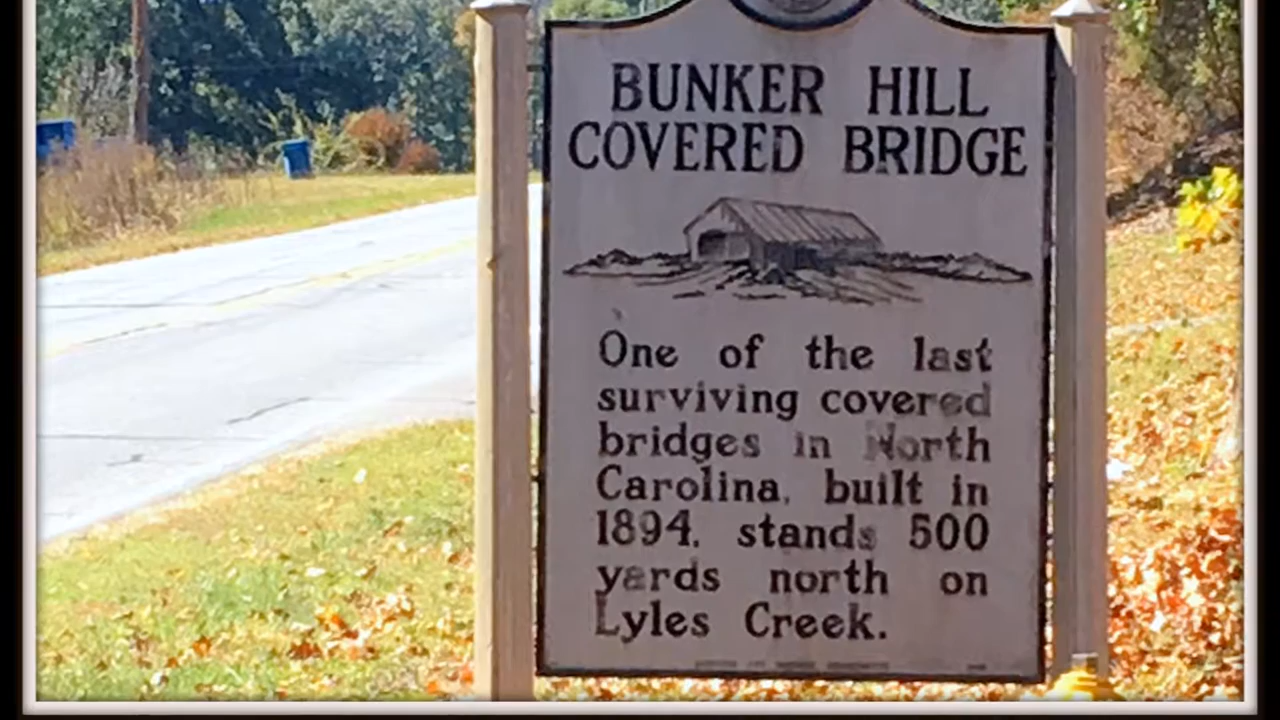 BUNKER HILL
COVERED BRIDGE
One of the last
surviving covered
bridges in North
Carolina, built in
1894, stands 500
yards north on
Lyles Creek.